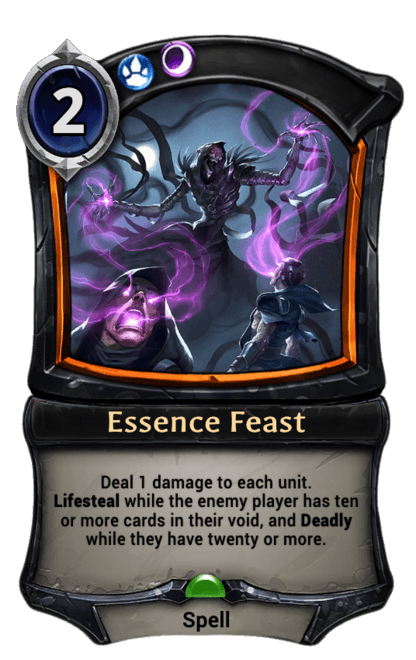 2
Essence Feast
Deal 1 damage to each unit.
Lifesteal while the enemy player has ten
or more cards in their void, and Deadly
while they have twenty or more.
Spell